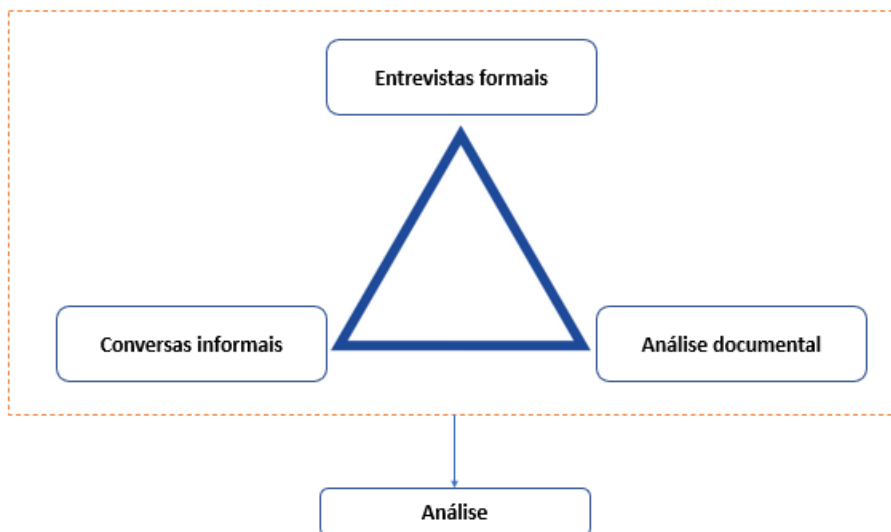 Entrevistas formais
Conversas informais
Análise documental
Análise